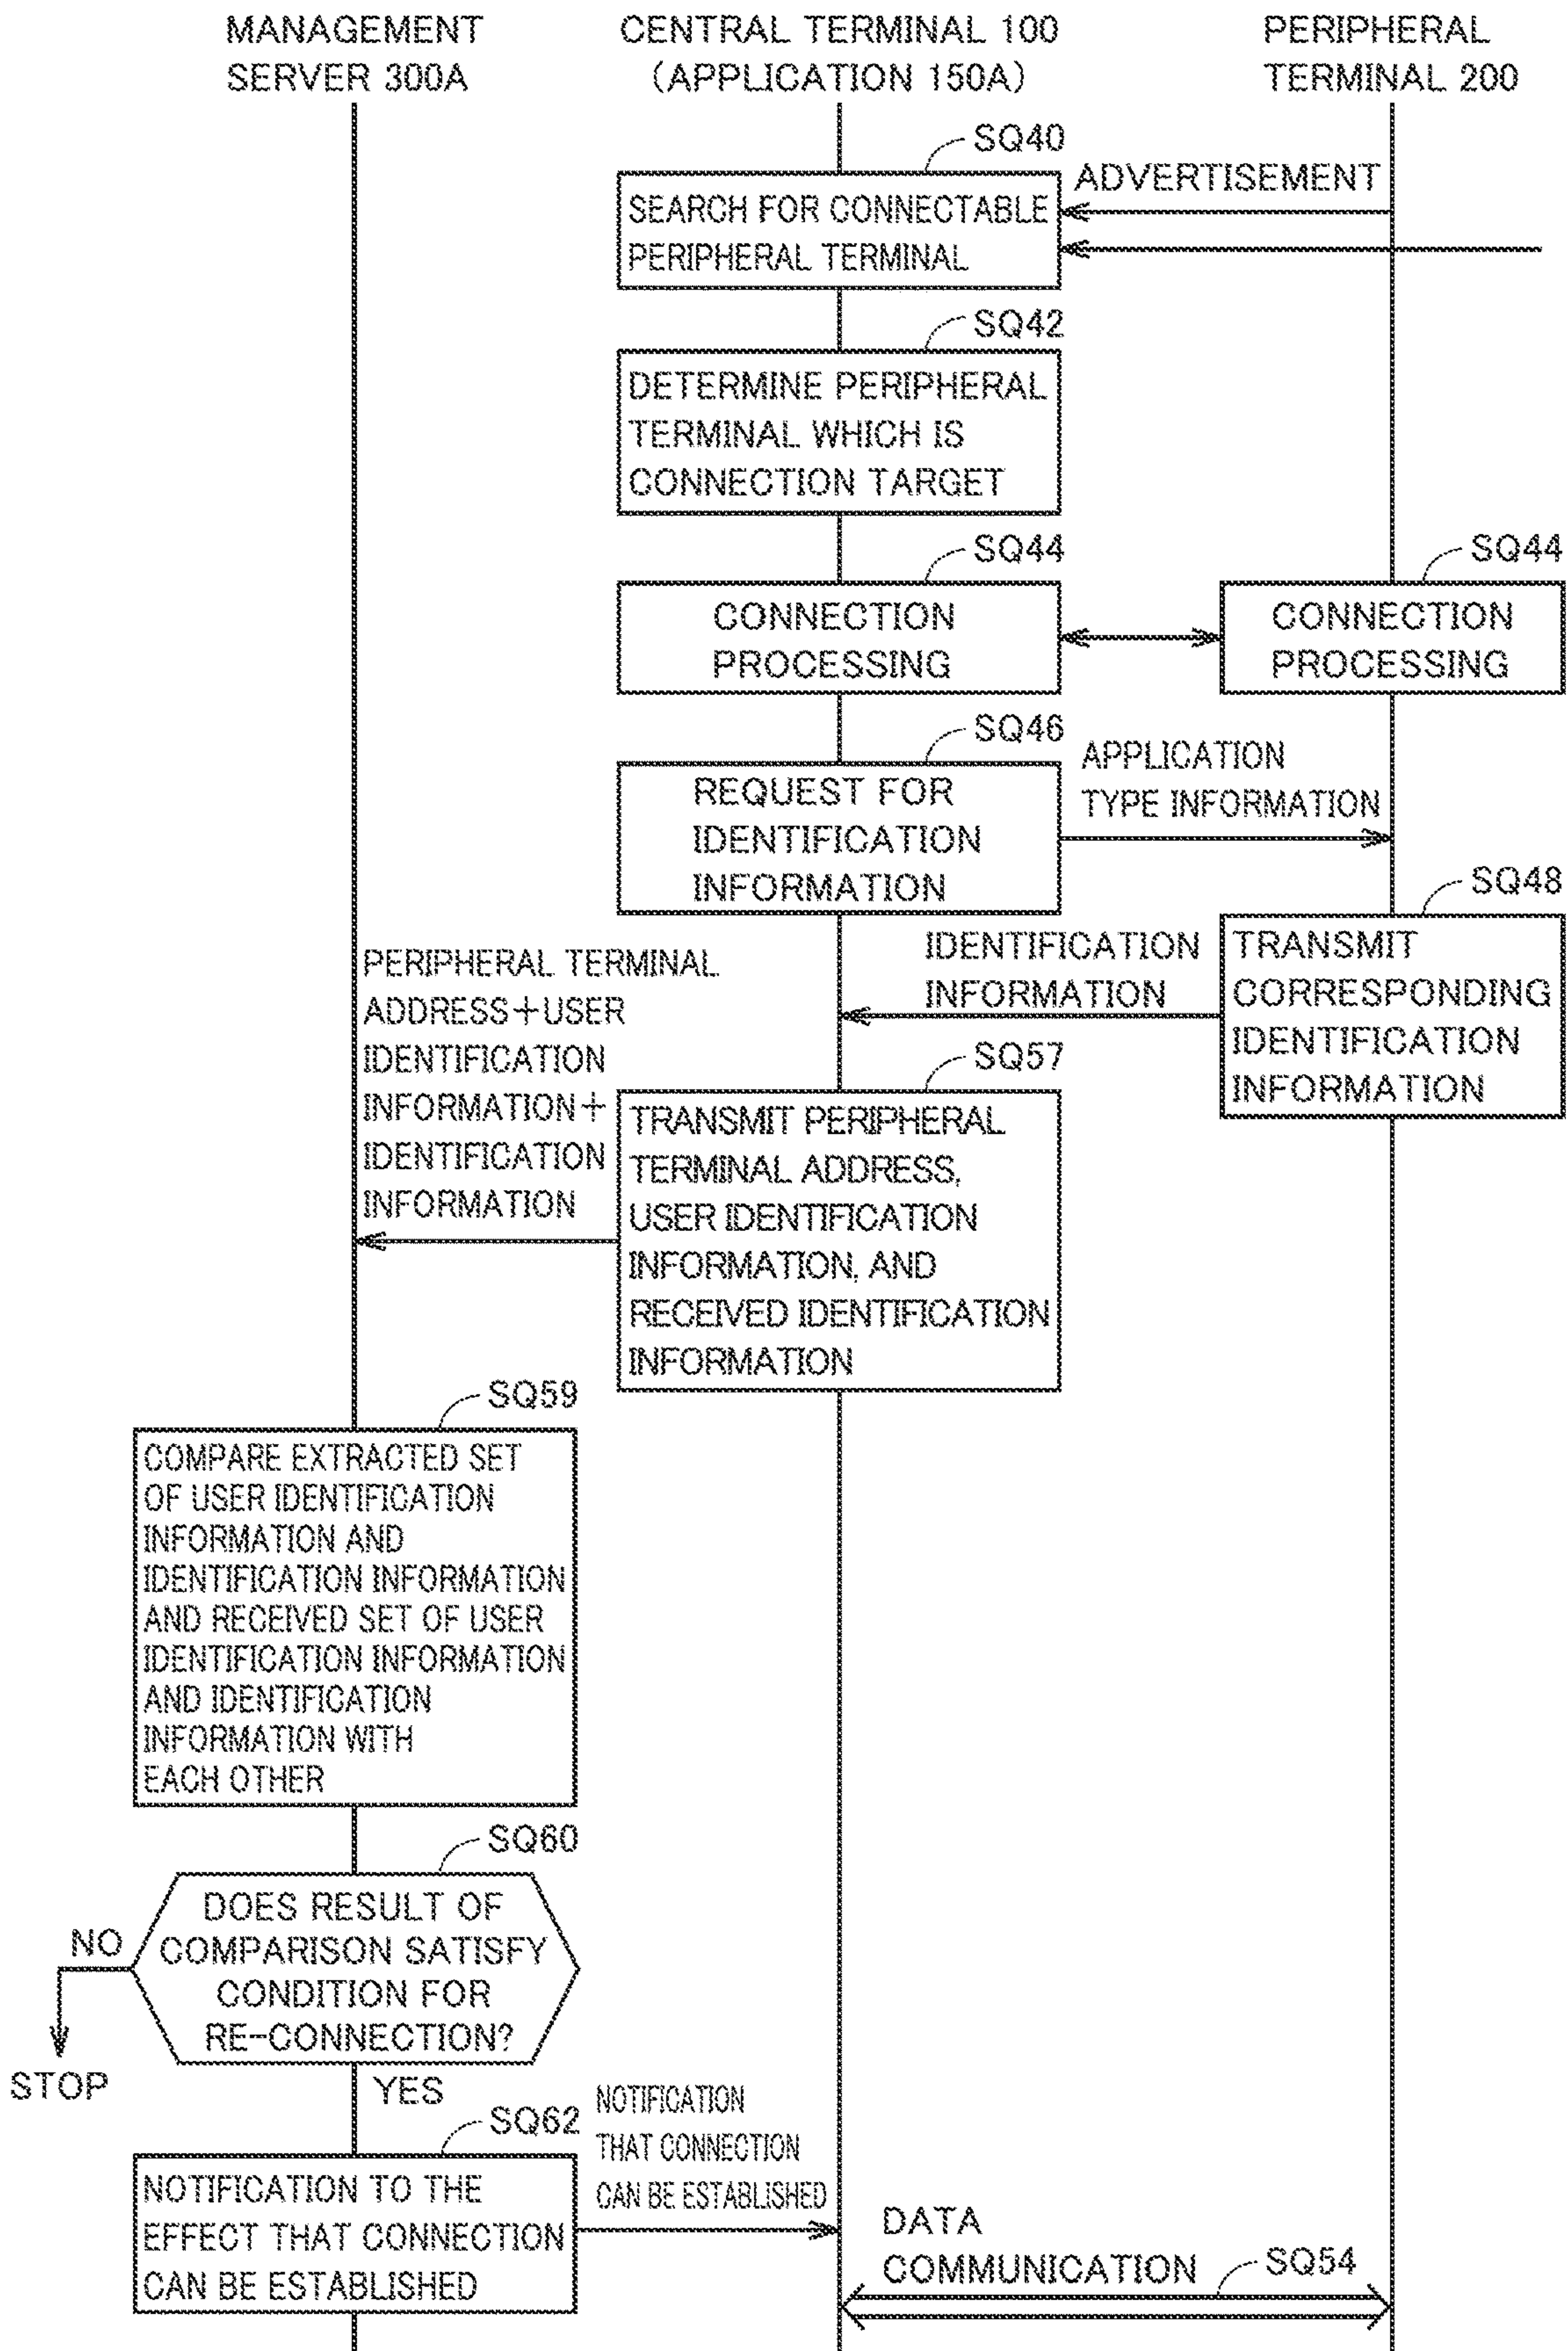 MANAGEMENT
SERVER 300A
CENTRAL TERMINAL 100
(APPLICATION 150A)
PERIPHERAL
TERMINAL 200
SQ40
ADVERTISEMENT
SEARCH FOR CONNECTABLE
PERIPHERAL TERMINAL
SQ42
DETERMINE PERIPHERAL
TERMINAL WHICH IS
CONNECTION TARGET
SQ44
CONNECTION
PROCESSING
SQ44
CONNECTION
PROCESSING
SQ46
REQUEST FOR
IDENTIFICATION
INFORMATION
APPLICATION
TYPE INFORMATION
SQ48
TRANSMIT
CORRESPONDING
IDENTIFICATION
INFORMATION
IDENTIFICATION
INFORMATION
PERIPHERAL TERMINAL
ADDRESS+USER
IDENTIFICATION
INFORMATION+
IDENTIFICATION
INFORMATION
SQ57
TRANSMIT PERIPHERAL
TERMINAL ADDRESS,
USER IDENTIFICATION
INFORMATION, AND
RECEIVED IDENTIFICATION
INFORMATION
SQ59
COMPARE EXTRACTED SET
OF USER IDENTIFICATION
INFORMATION AND
IDENTIFICATION INFORMATION
AND RECEIVED SET OF USER
IDENTIFICATION INFORMATION
AND IDENTIFICATION
INFORMATION WITH
EACH OTHER
SQ60
DOES RESULT OF
COMPARISON SATISFY
CONDITION FOR
RE-CONNECTION?
NO
STOP
YES
SQ62
NOTIFICATION TO THE
EFFECT THAT CONNECTION
CAN BE ESTABLISHED
NOTIFICATION
THAT CONNECTION
CAN BE ESTABLISHED
DATA
COMMUNICATION
SQ54